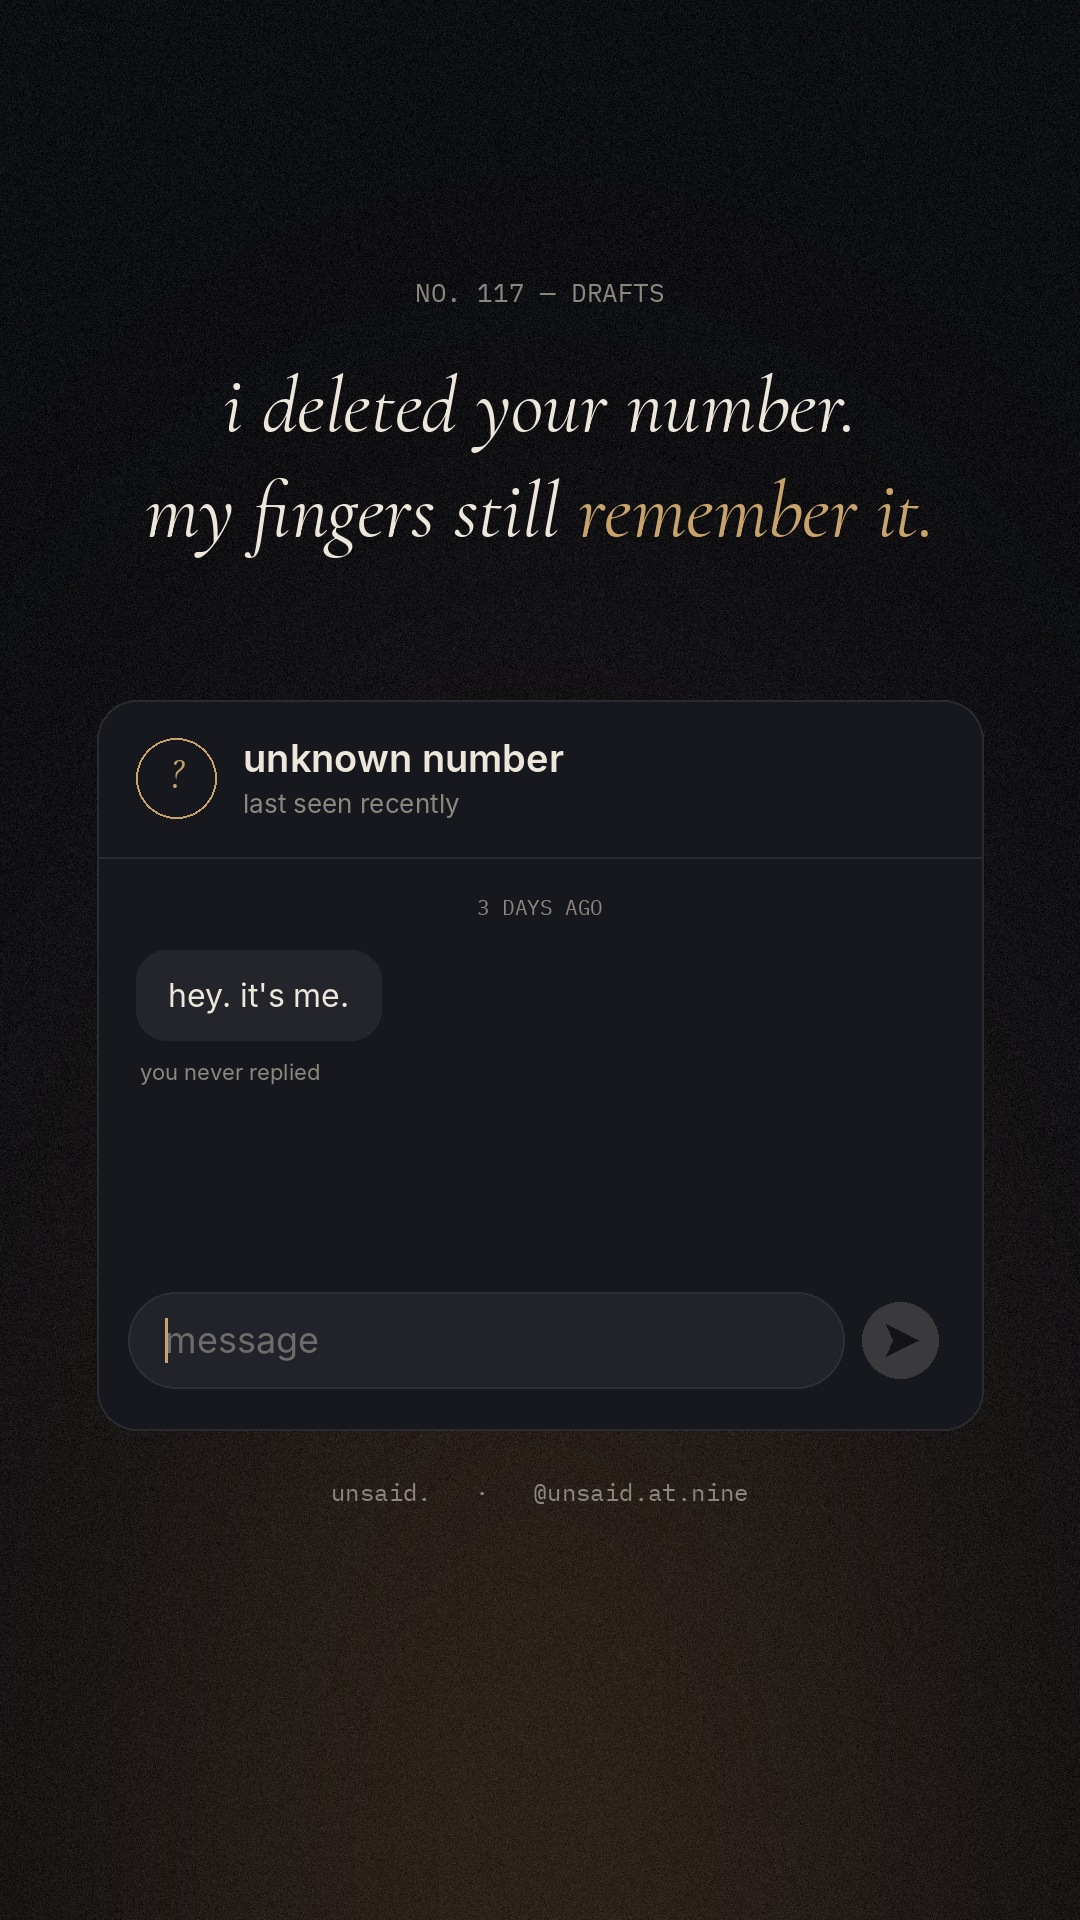 NO. 117 — DRAFTS
i deleted your number.
my fingers still remember it.
?
unknown number
last seen recently
3 DAYS AGO
hey. it's me.
you never replied
message
unsaid. · @unsaid.at.nine